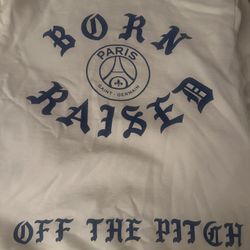 BORN
PARIS
SAINT-GERMAIN
RAISED
OFF THE PITCH